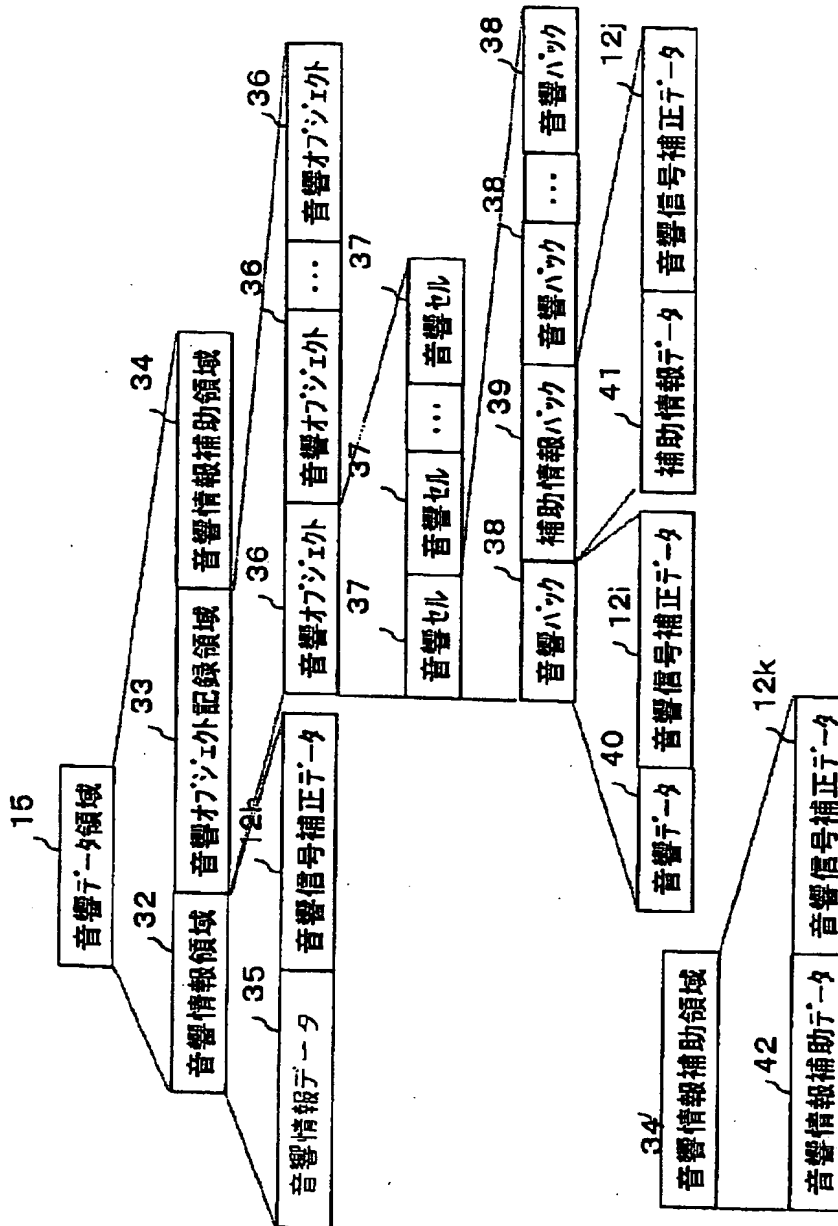 15
音響データ領域
32 33 34
音響情報領域 音響オブジェクト記録領域 音響情報補助領域
35 12h 36 36 36
音響情報データ 音響信号補正データ 音響オブジェクト 音響オブジェクト … 音響オブジェクト
37 37 37
音響セル 音響セル … 音響セル
38 39 38 38
音響パック 補助情報パック 音響パック … 音響パック
40 12i 41 12j
音響データ 音響信号補正データ 補助情報データ 音響信号補正データ
34
音響情報補助領域
42 12k
音響情報補助データ 音響信号補正データ